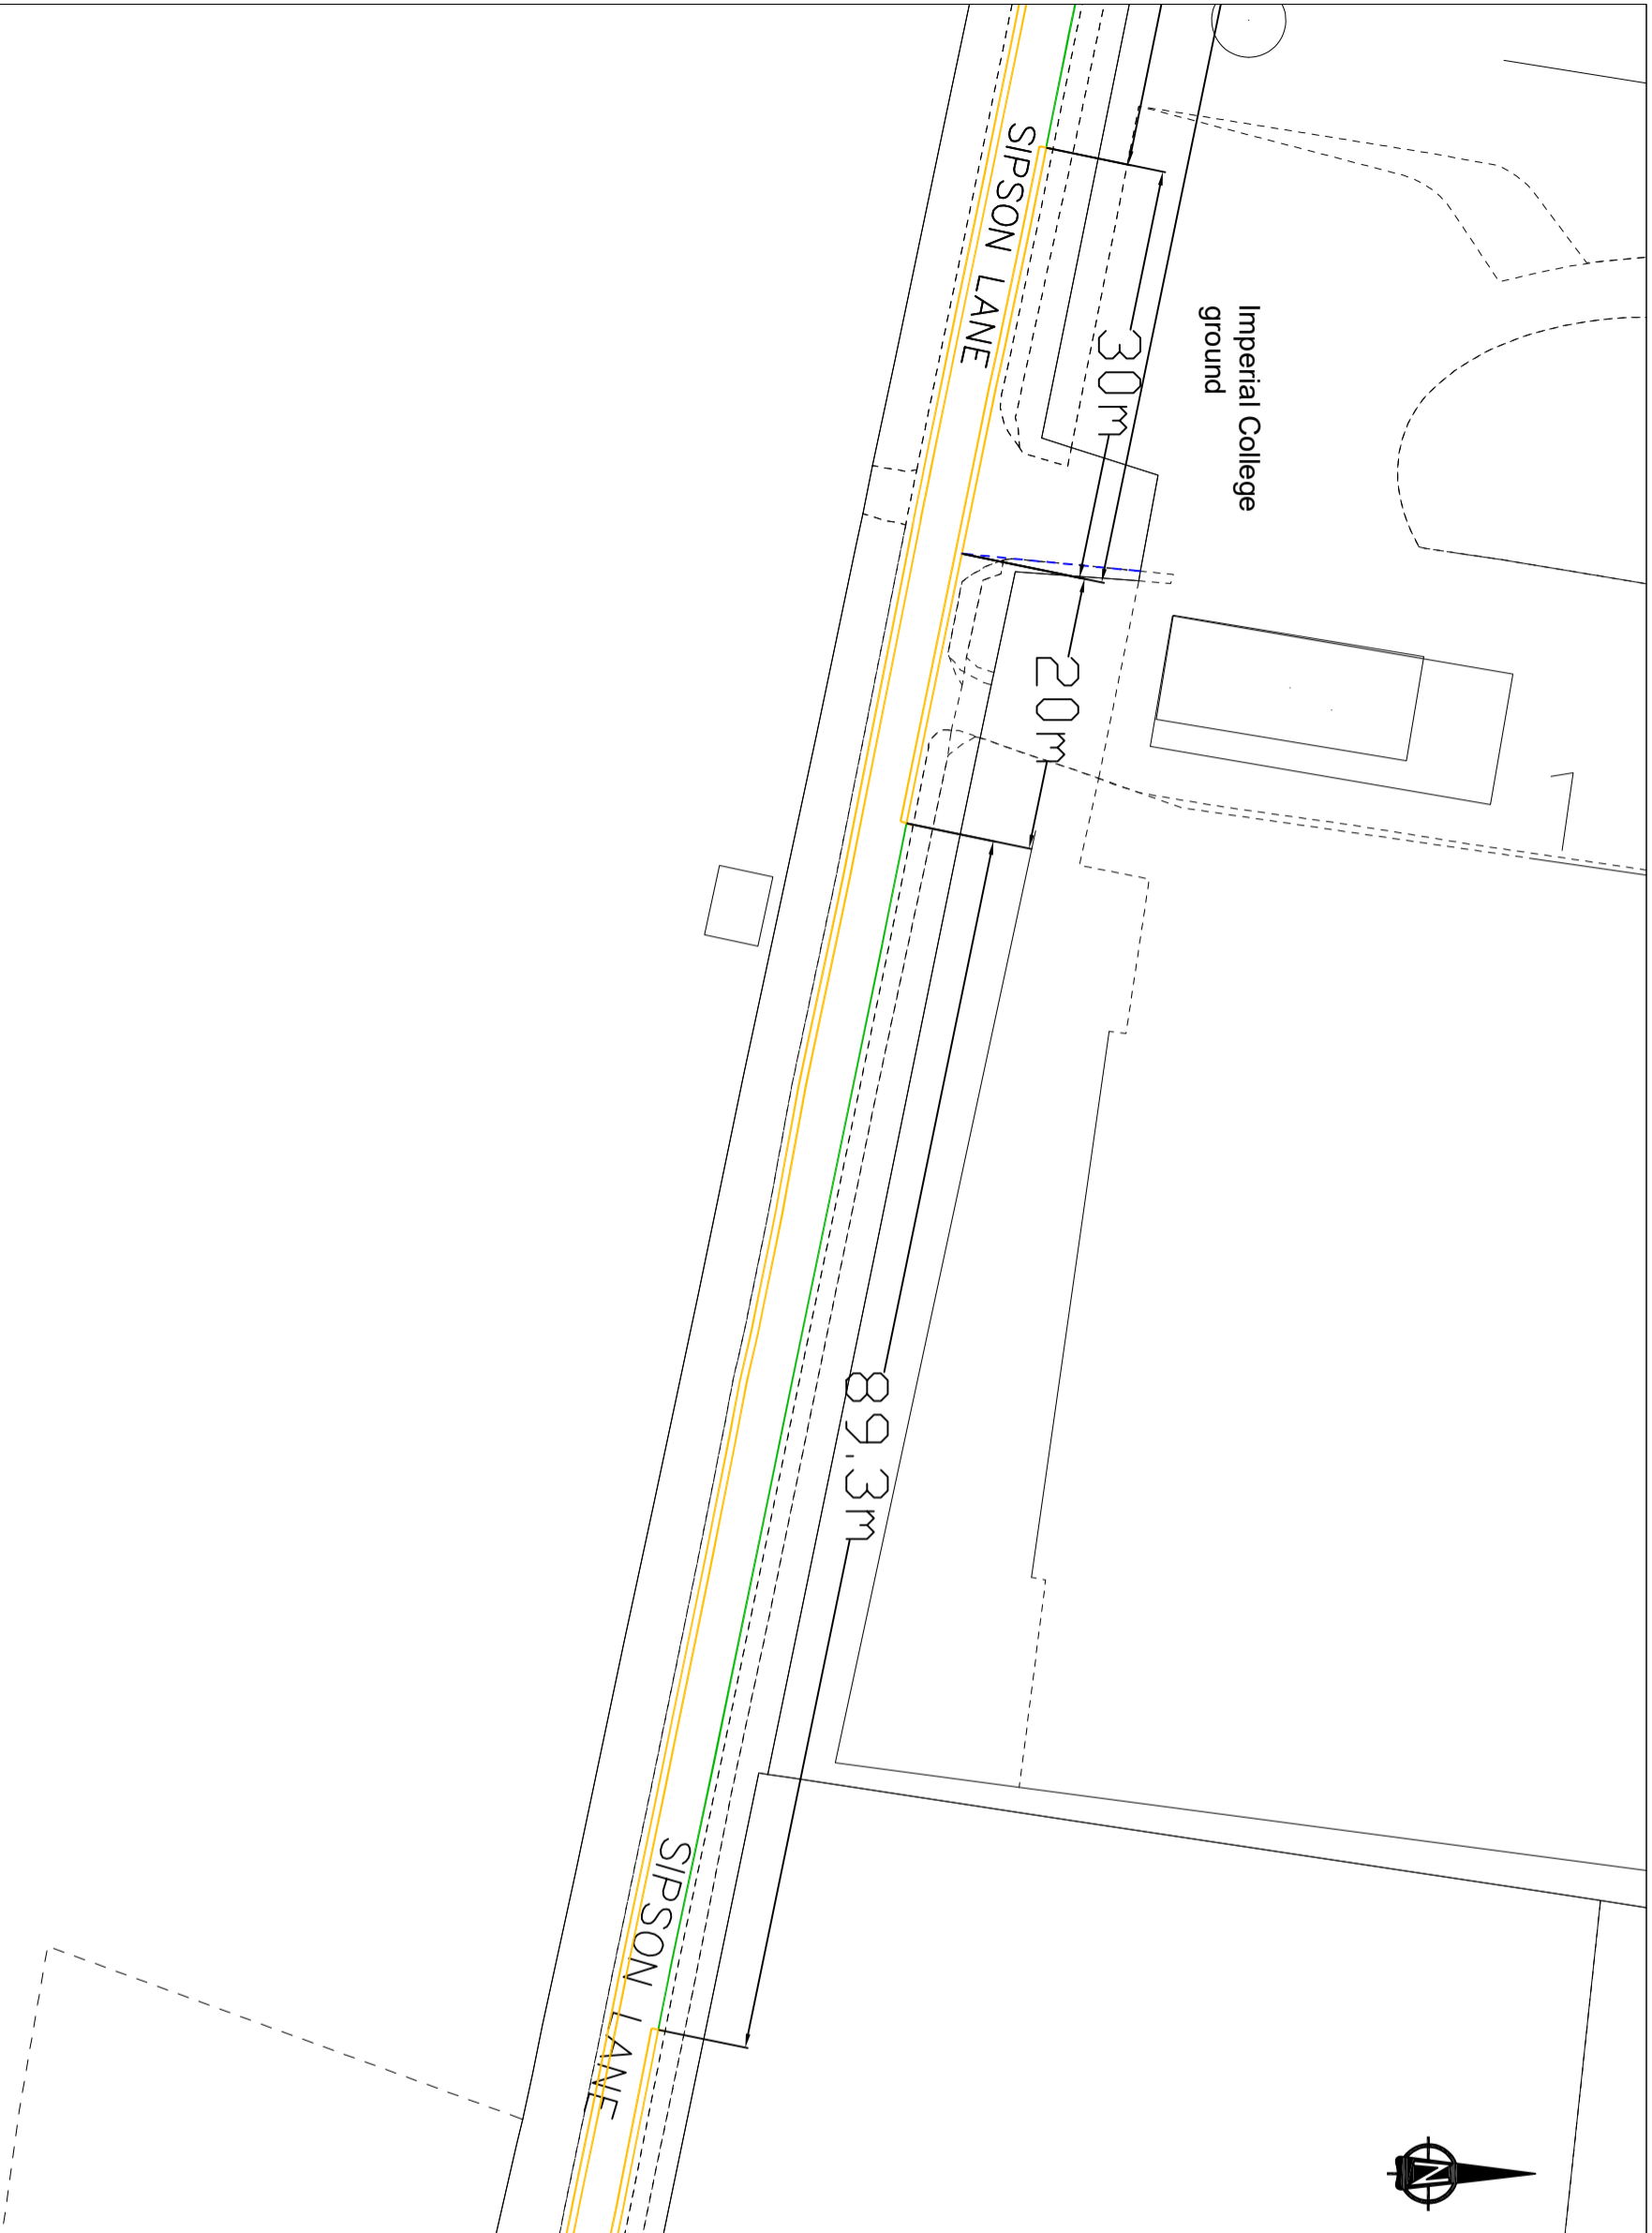 SIPSON LANE
30m
Imperial College
ground
20m
89.3m
SIPSON LANE
N